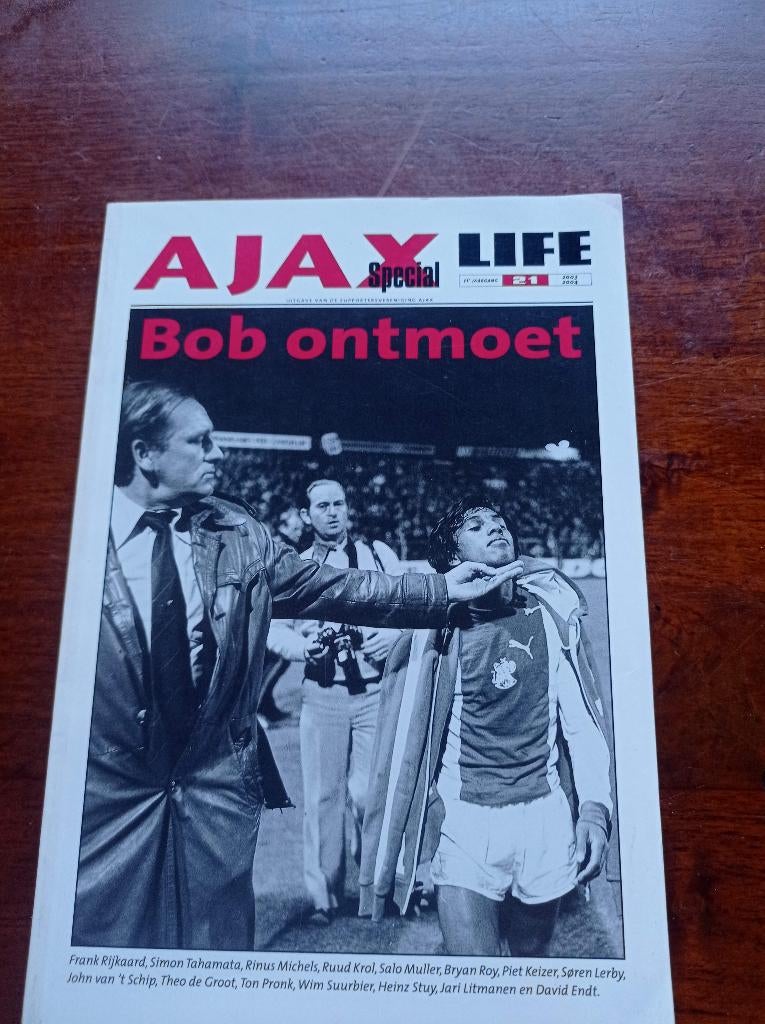 AJAX LIFE
Special
11e JAARGANG 21 2003 2004
UITGAVE VAN DE SUPPORTERSVERENIGING AJAX
Bob ontmoet
Frank Rijkaard, Simon Tahamata, Rinus Michels, Ruud Krol, Salo Muller, Bryan Roy, Piet Keizer, Søren Lerby,
John van 't Schip, Theo de Groot, Ton Pronk, Wim Suurbier, Heinz Stuy, Jari Litmanen en David Endt.